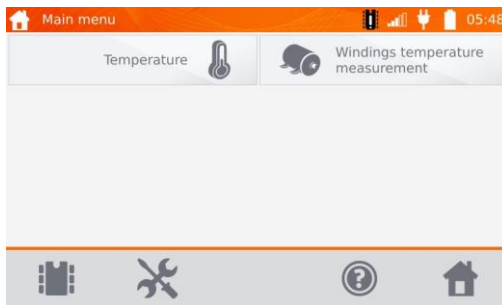 Main menu
05:48
Temperature
Windings temperature
measurement
?